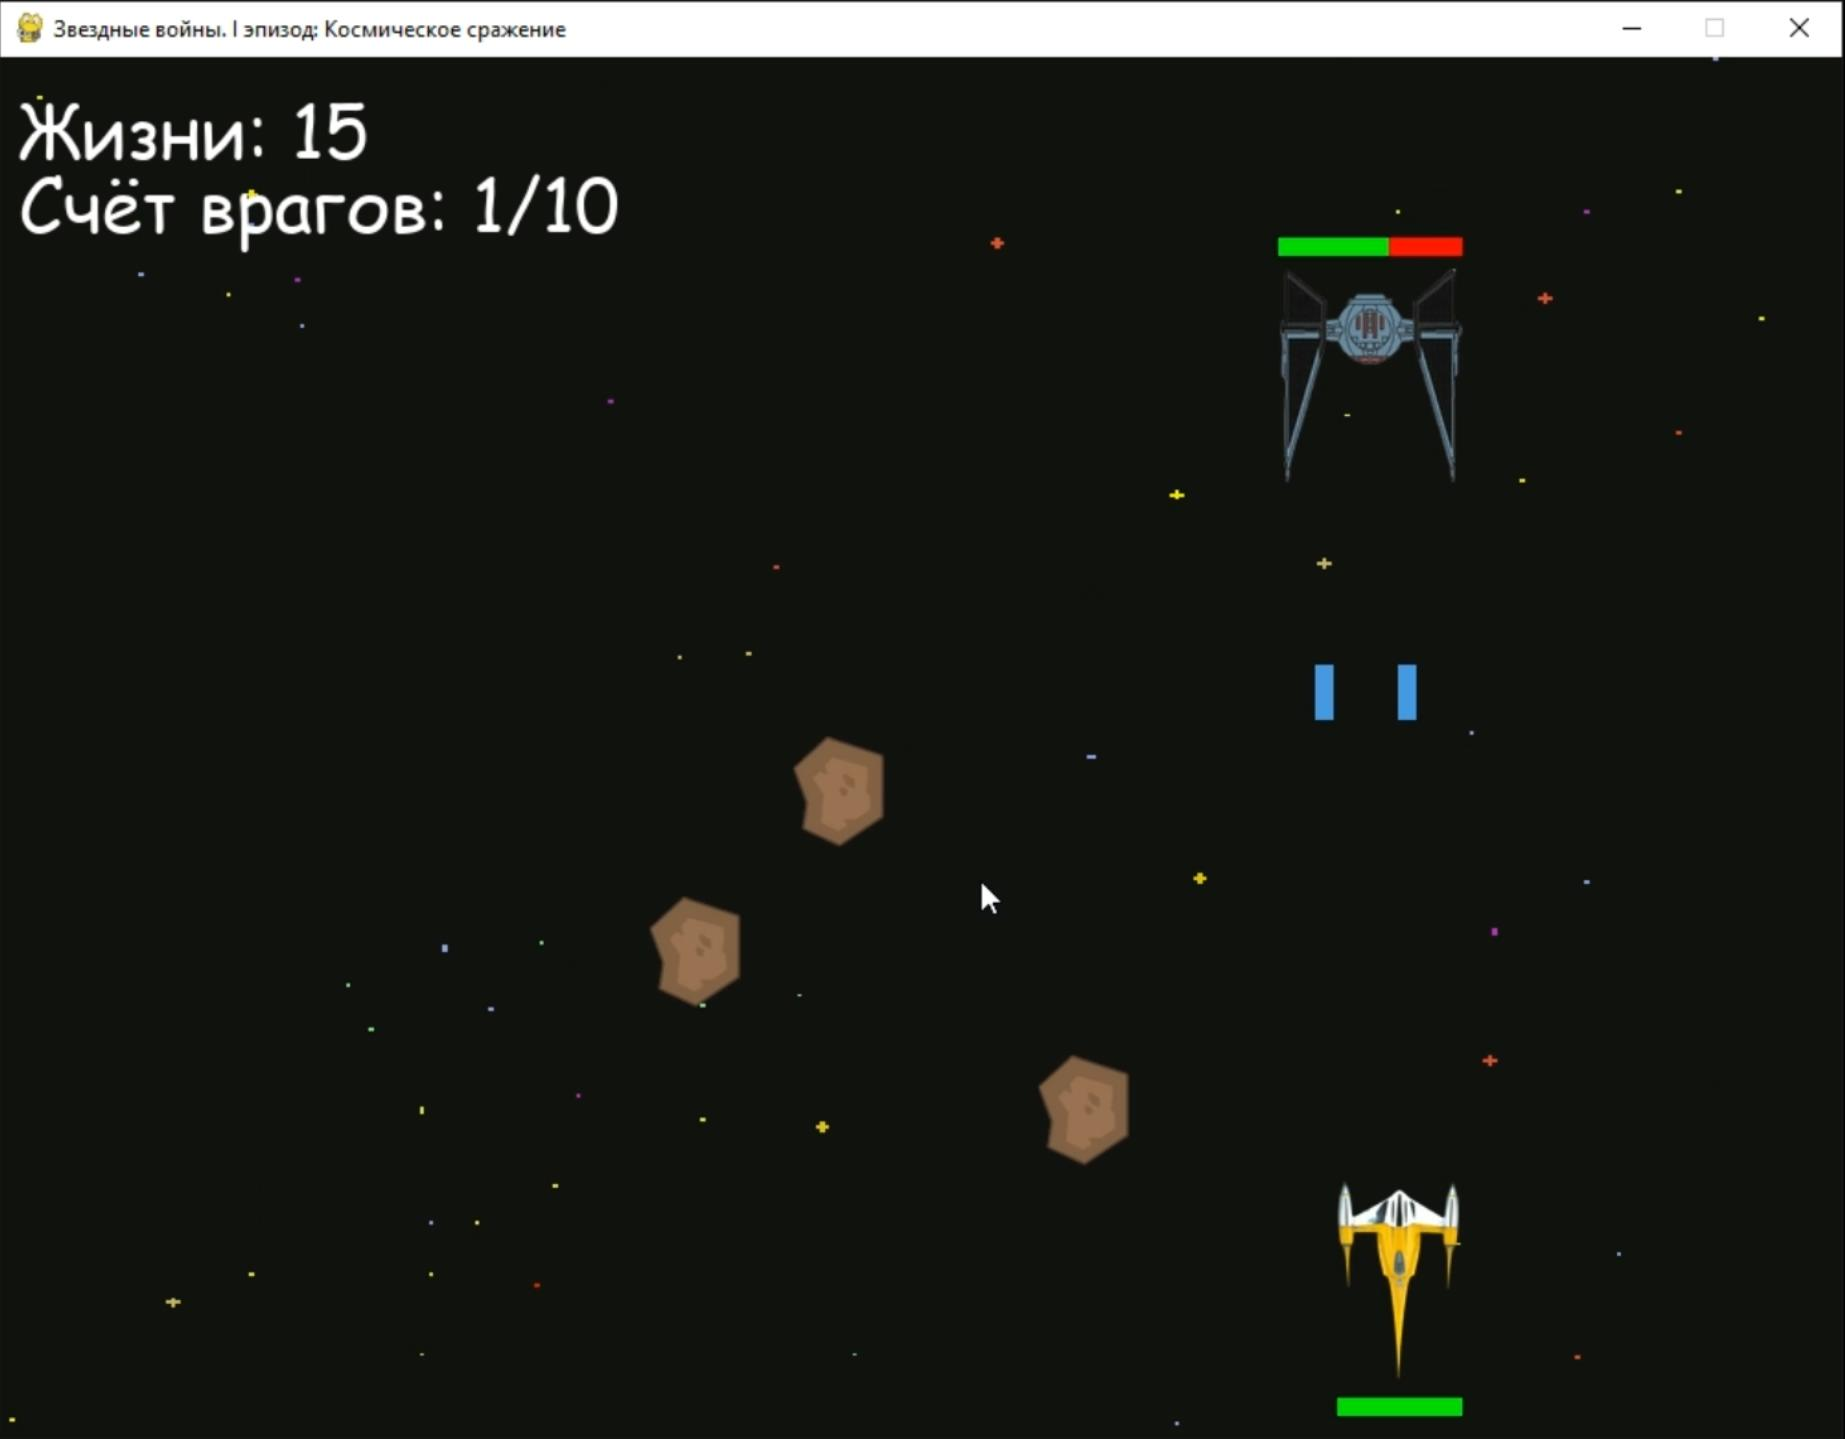 Звездные войны. I эпизод: Космическое сражение
Жизни: 15
Счёт врагов: 1/10